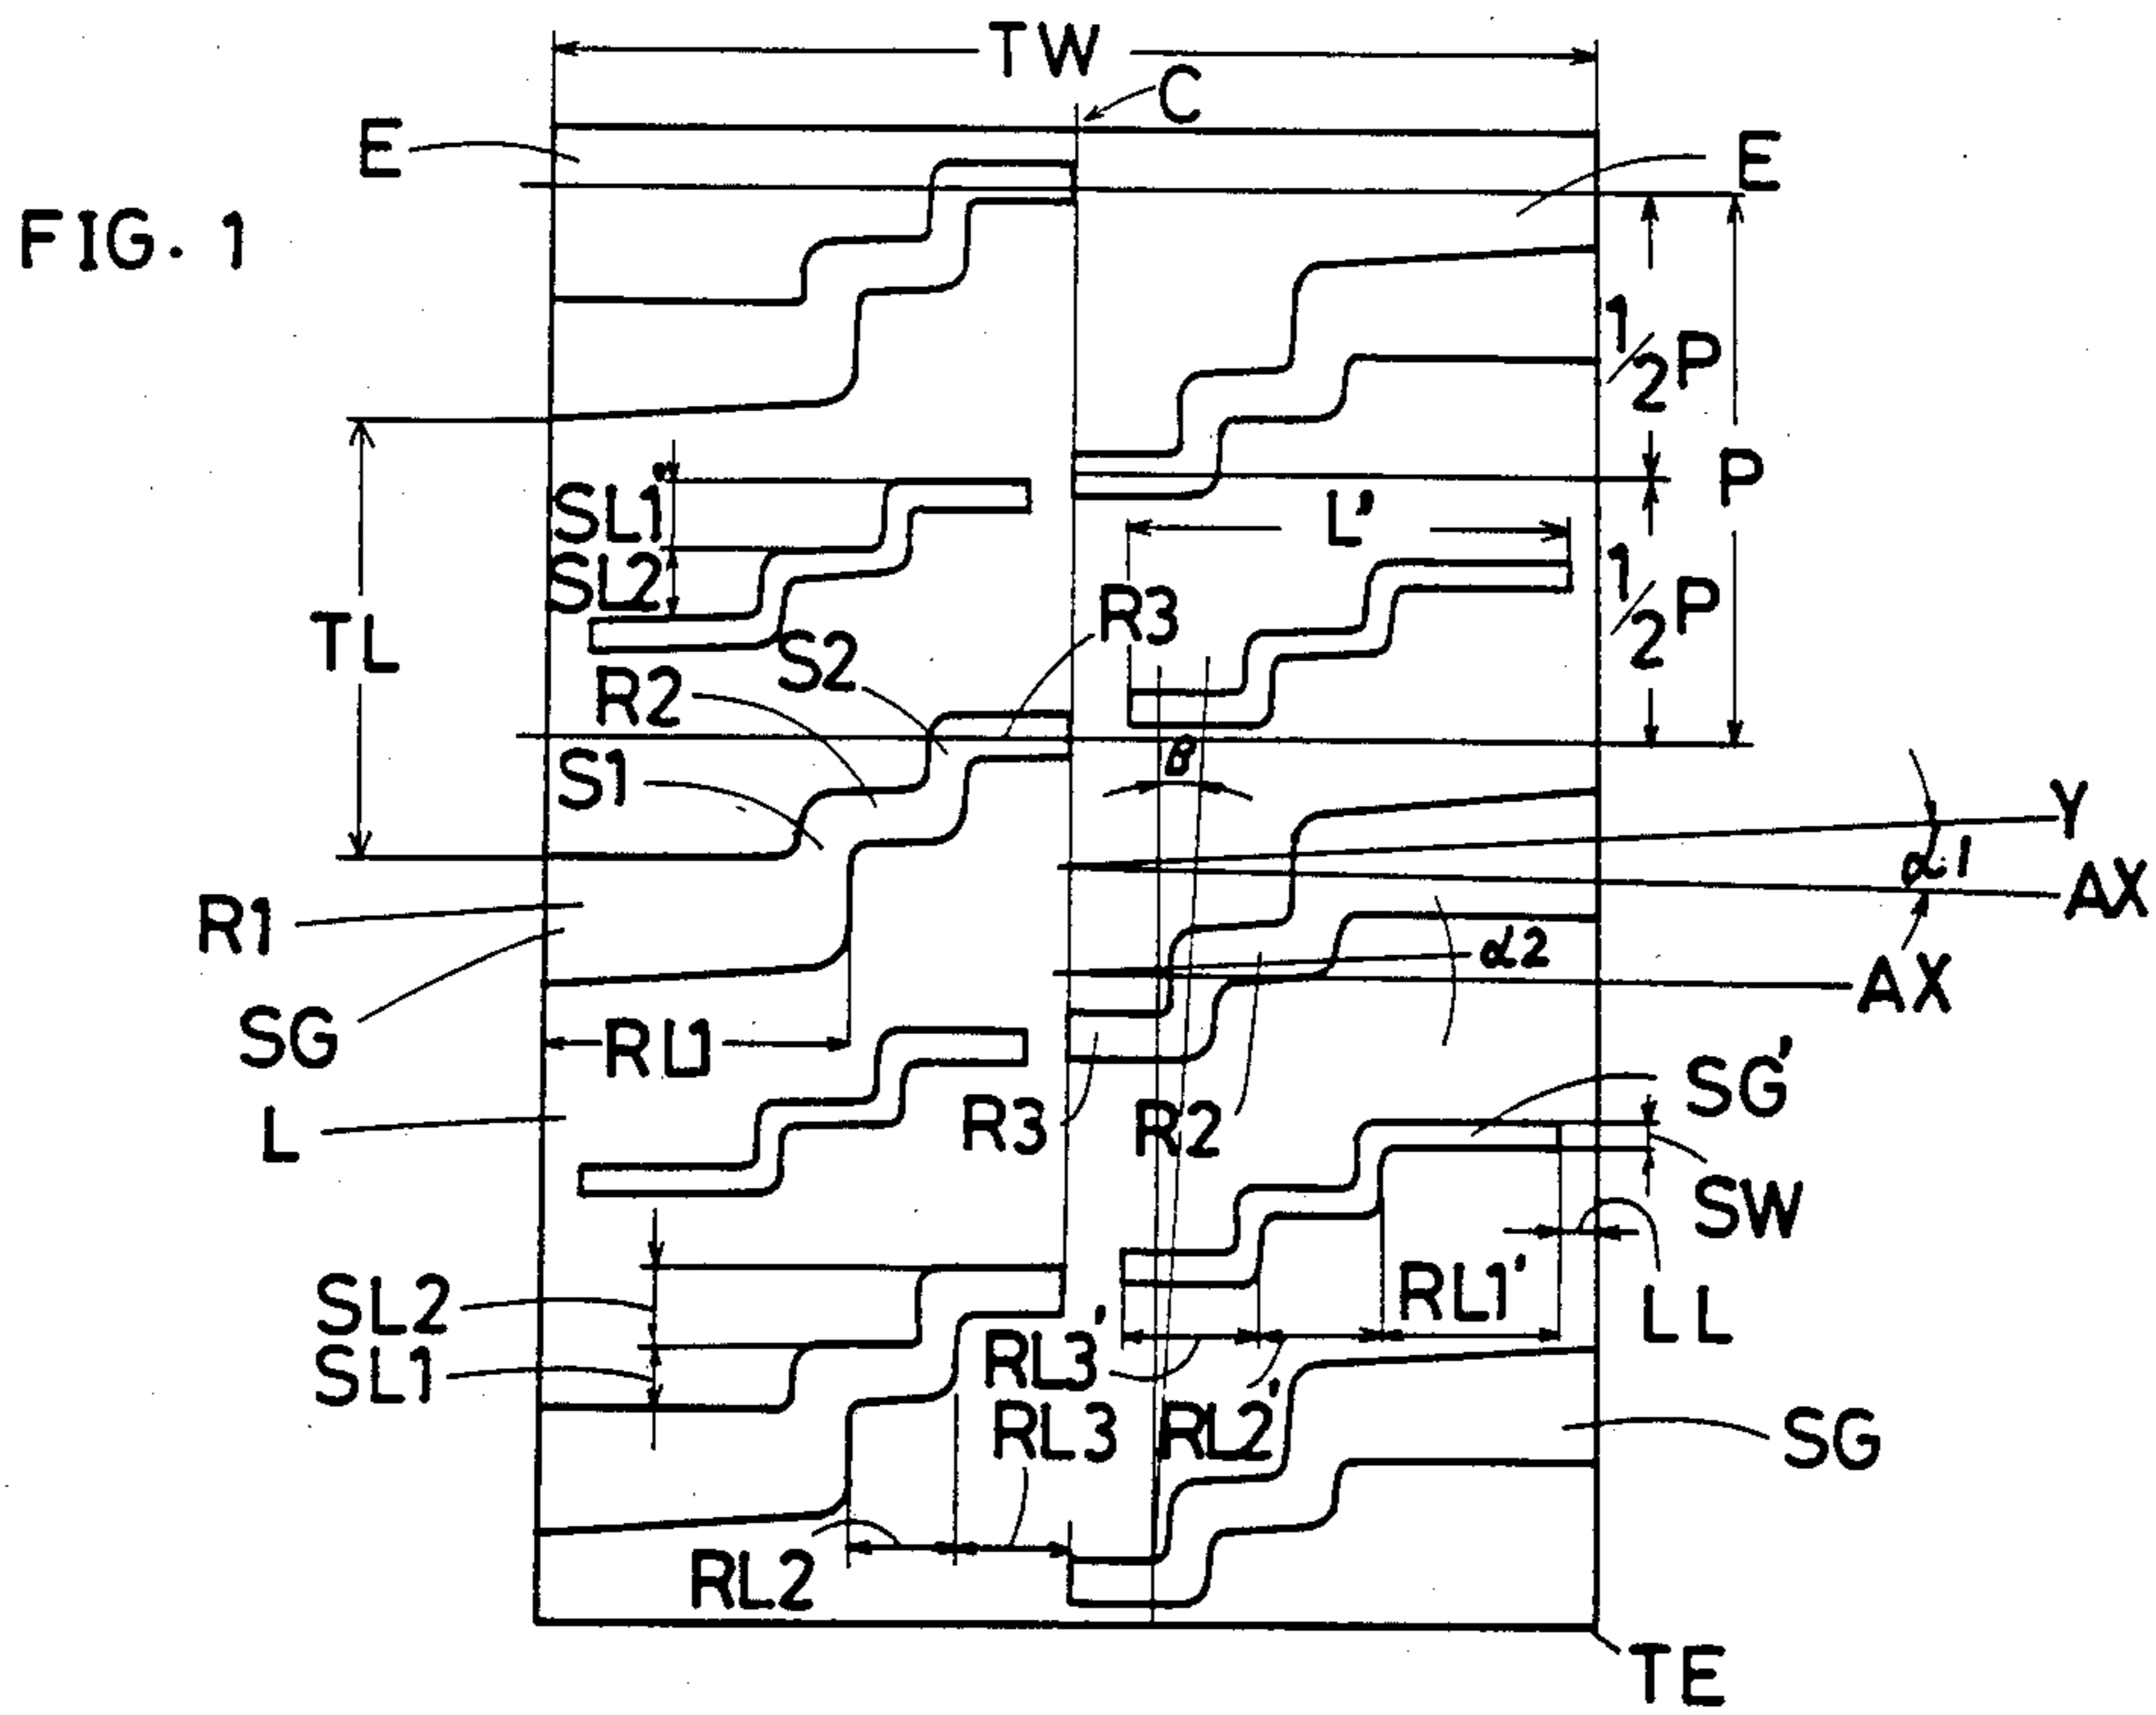 TW
C
E
E
FIG. 1
1/2P
SL1'
P
L'
SL2
1/2P
TL
R3
S2
R2
S1
B
Y
α1
R1
AX
α2
AX
SG
RL1
SG'
R3
R2
L
SW
SL2
RL1'
LL
RL3'
SL1
RL3
RL2'
SG
RL2
TE